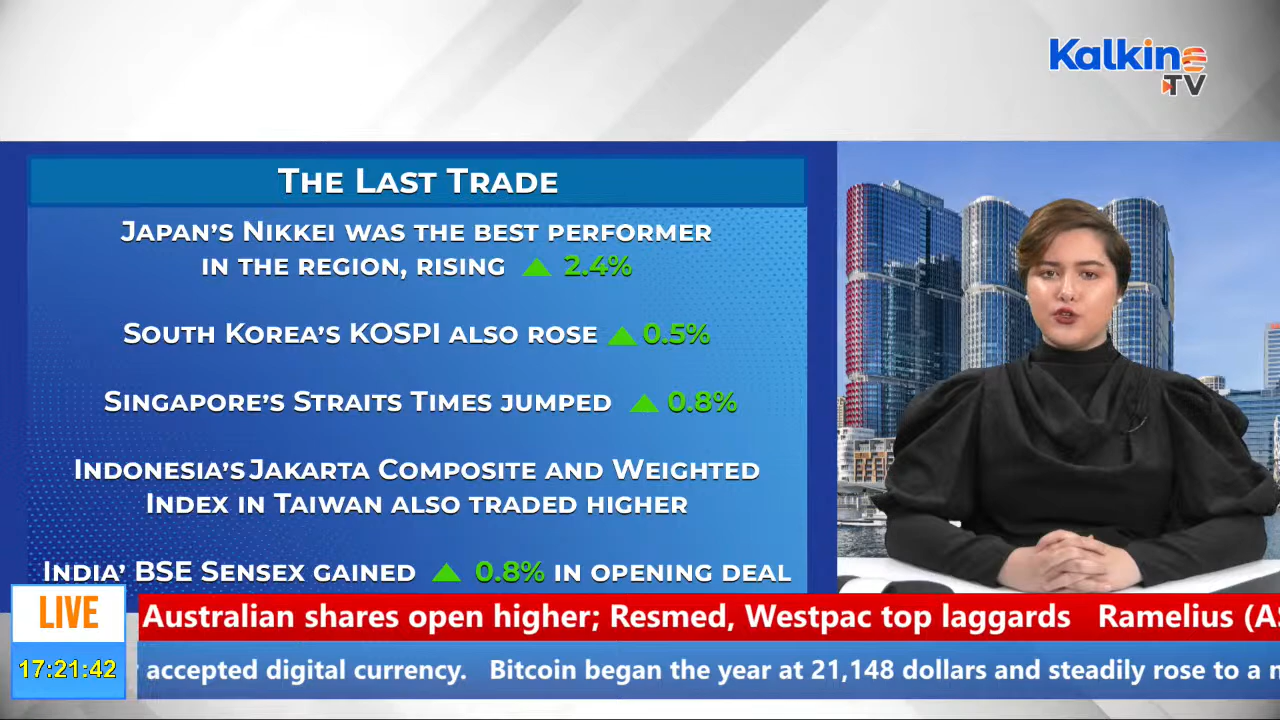 Kalkine
TV
THE LAST TRADE
JAPAN'S NIKKEI WAS THE BEST PERFORMER
IN THE REGION, RISING ▲ 2.4%
SOUTH KOREA'S KOSPI ALSO ROSE ▲ 0.5%
SINGAPORE'S STRAITS TIMES JUMPED ▲ 0.8%
INDONESIA'S JAKARTA COMPOSITE AND WEIGHTED
INDEX IN TAIWAN ALSO TRADED HIGHER
INDIA' BSE SENSEX GAINED ▲ 0.8% IN OPENING DEAL
LIVE
Australian shares open higher; Resmed, Westpac top laggards Ramelius (AS
17:21:42
accepted digital currency. Bitcoin began the year at 21,148 dollars and steadily rose to a